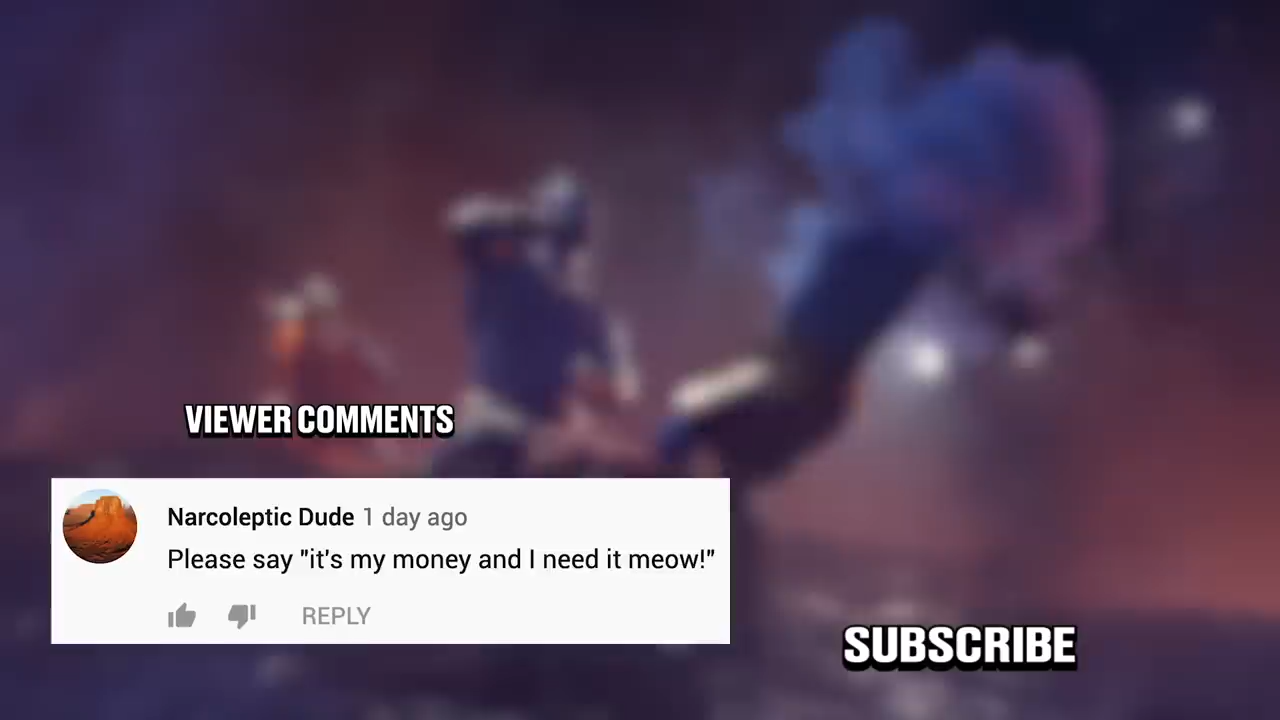 VIEWER COMMENTS
Narcoleptic Dude 1 day ago
Please say "it's my money and I need it meow!"
REPLY
SUBSCRIBE